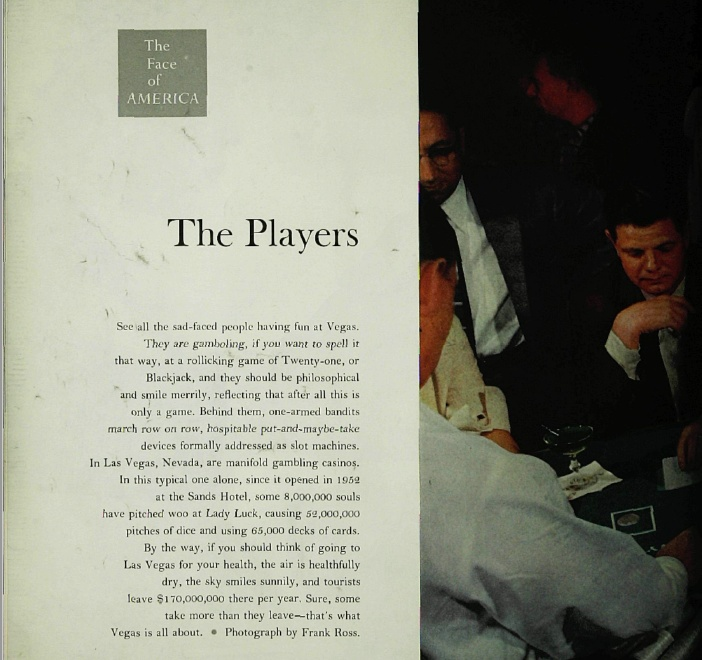 The
Face
of
AMERICA
The Players
See all the sad-faced people having fun at Vegas.
They are gamboling, if you want to spell it
that way, at a rollicking game of Twenty-one, or
Blackjack, and they should be philosophical
and smile merrily, reflecting that after all this is
only a game. Behind them, one-armed bandits
march row on row, hospitable put-and-maybe-take
devices formally addressed as slot machines.
In Las Vegas, Nevada, are manifold gambling casinos.
In this typical one alone, since it opened in 1952
at the Sands Hotel, some 8,000,000 souls
have pitched woo at Lady Luck, causing 52,000,000
pitches of dice and using 65,000 decks of cards.
By the way, if you should think of going to
Las Vegas for your health, the air is healthfully
dry, the sky smiles sunnily, and tourists
leave $170,000,000 there per year. Sure, some
take more than they leave—that's what
Vegas is all about. ● Photograph by Frank Ross.